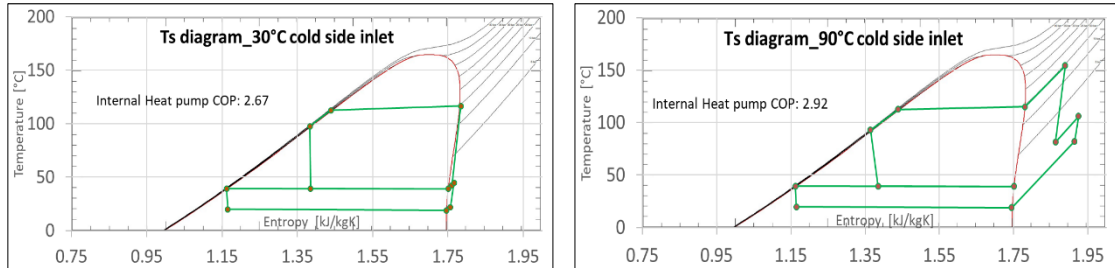 Ts diagram_30°C cold side inlet
Internal Heat pump COP: 2.67
Temperature [°C]
200
150
100
50
0
Entropy, [kJ/kgK]
0.75 0.95 1.15 1.35 1.55 1.75 1.95
Ts diagram_90°C cold side inlet
Internal Heat pump COP: 2.92
Temperature [°C]
200
150
100
50
0
Entropy, [kJ/kgK]
0.75 0.95 1.15 1.35 1.55 1.75 1.95